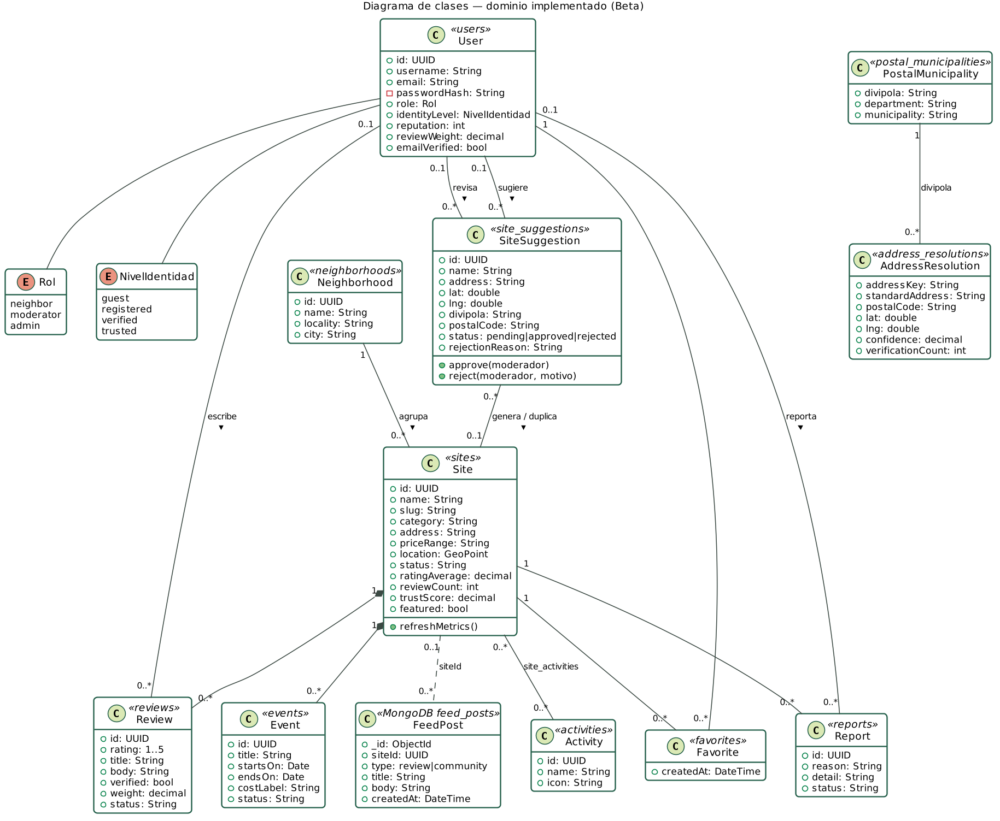 Diagrama de clases — dominio implementado (Beta)
C
«users»
User
id: UUID
username: String
email: String
passwordHash: String
role: Rol
identityLevel: NivelIdentidad
reputation: int
reviewWeight: decimal
emailVerified: bool
C
«postal_municipalities»
PostalMunicipality
divipola: String
department: String
municipality: String
0..1
0..1
1
0..1
0..1
1
revisa
▼
sugiere
▼
divipola
0..*
0..*
0..*
C
«site_suggestions»
SiteSuggestion
id: UUID
name: String
address: String
lat: double
lng: double
divipola: String
postalCode: String
status: pending|approved|rejected
rejectionReason: String
approve(moderador)
reject(moderador, motivo)
C
«address_resolutions»
AddressResolution
addressKey: String
standardAddress: String
postalCode: String
lat: double
lng: double
confidence: decimal
verificationCount: int
E
Rol
neighbor
moderator
admin
E
NivelIdentidad
guest
registered
verified
trusted
C
«neighborhoods»
Neighborhood
id: UUID
name: String
locality: String
city: String
1
0..*
escribe
▼
agrupa
▼
genera / duplica
▼
reporta
▼
0..*
0..1
C
«sites»
Site
id: UUID
name: String
slug: String
category: String
address: String
priceRange: String
location: GeoPoint
status: String
ratingAverage: decimal
reviewCount: int
trustScore: decimal
featured: bool
refreshMetrics()
1
1
1
1
0..1
0..*
siteId
site_activities
0..*
0..*
0..*
0..*
0..*
0..*
0..*
0..*
0..*
C
«reviews»
Review
id: UUID
rating: 1..5
title: String
body: String
verified: bool
weight: decimal
status: String
C
«events»
Event
id: UUID
title: String
startsOn: Date
endsOn: Date
costLabel: String
status: String
C
«MongoDB feed_posts»
FeedPost
_id: ObjectId
siteId: UUID
type: review|community
title: String
body: String
createdAt: DateTime
C
«activities»
Activity
id: UUID
name: String
icon: String
C
«favorites»
Favorite
createdAt: DateTime
C
«reports»
Report
id: UUID
reason: String
detail: String
status: String